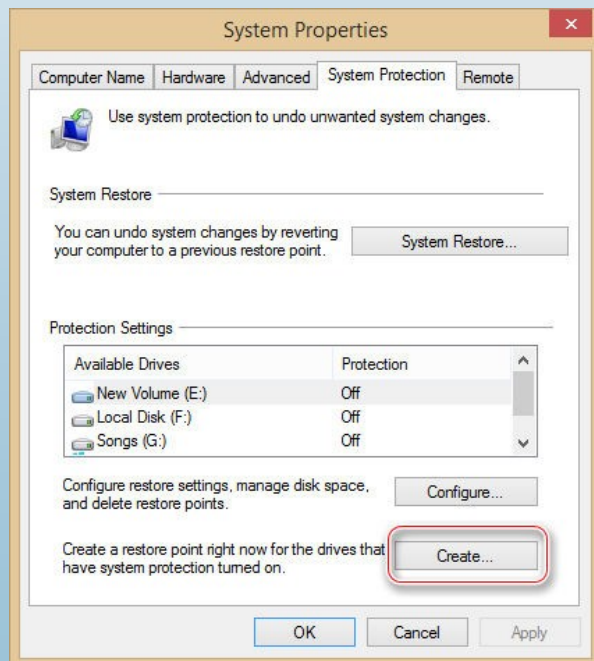 System Properties
Computer Name Hardware Advanced System Protection Remote
Use system protection to undo unwanted system changes.
System Restore
You can undo system changes by reverting
your computer to a previous restore point.
System Restore...
Protection Settings
Available Drives Protection
New Volume (E:) Off
Local Disk (F:) Off
Songs (G:) Off
Configure restore settings, manage disk space,
and delete restore points.
Configure...
Create a restore point right now for the drives that
have system protection turned on.
Create...
OK Cancel Apply